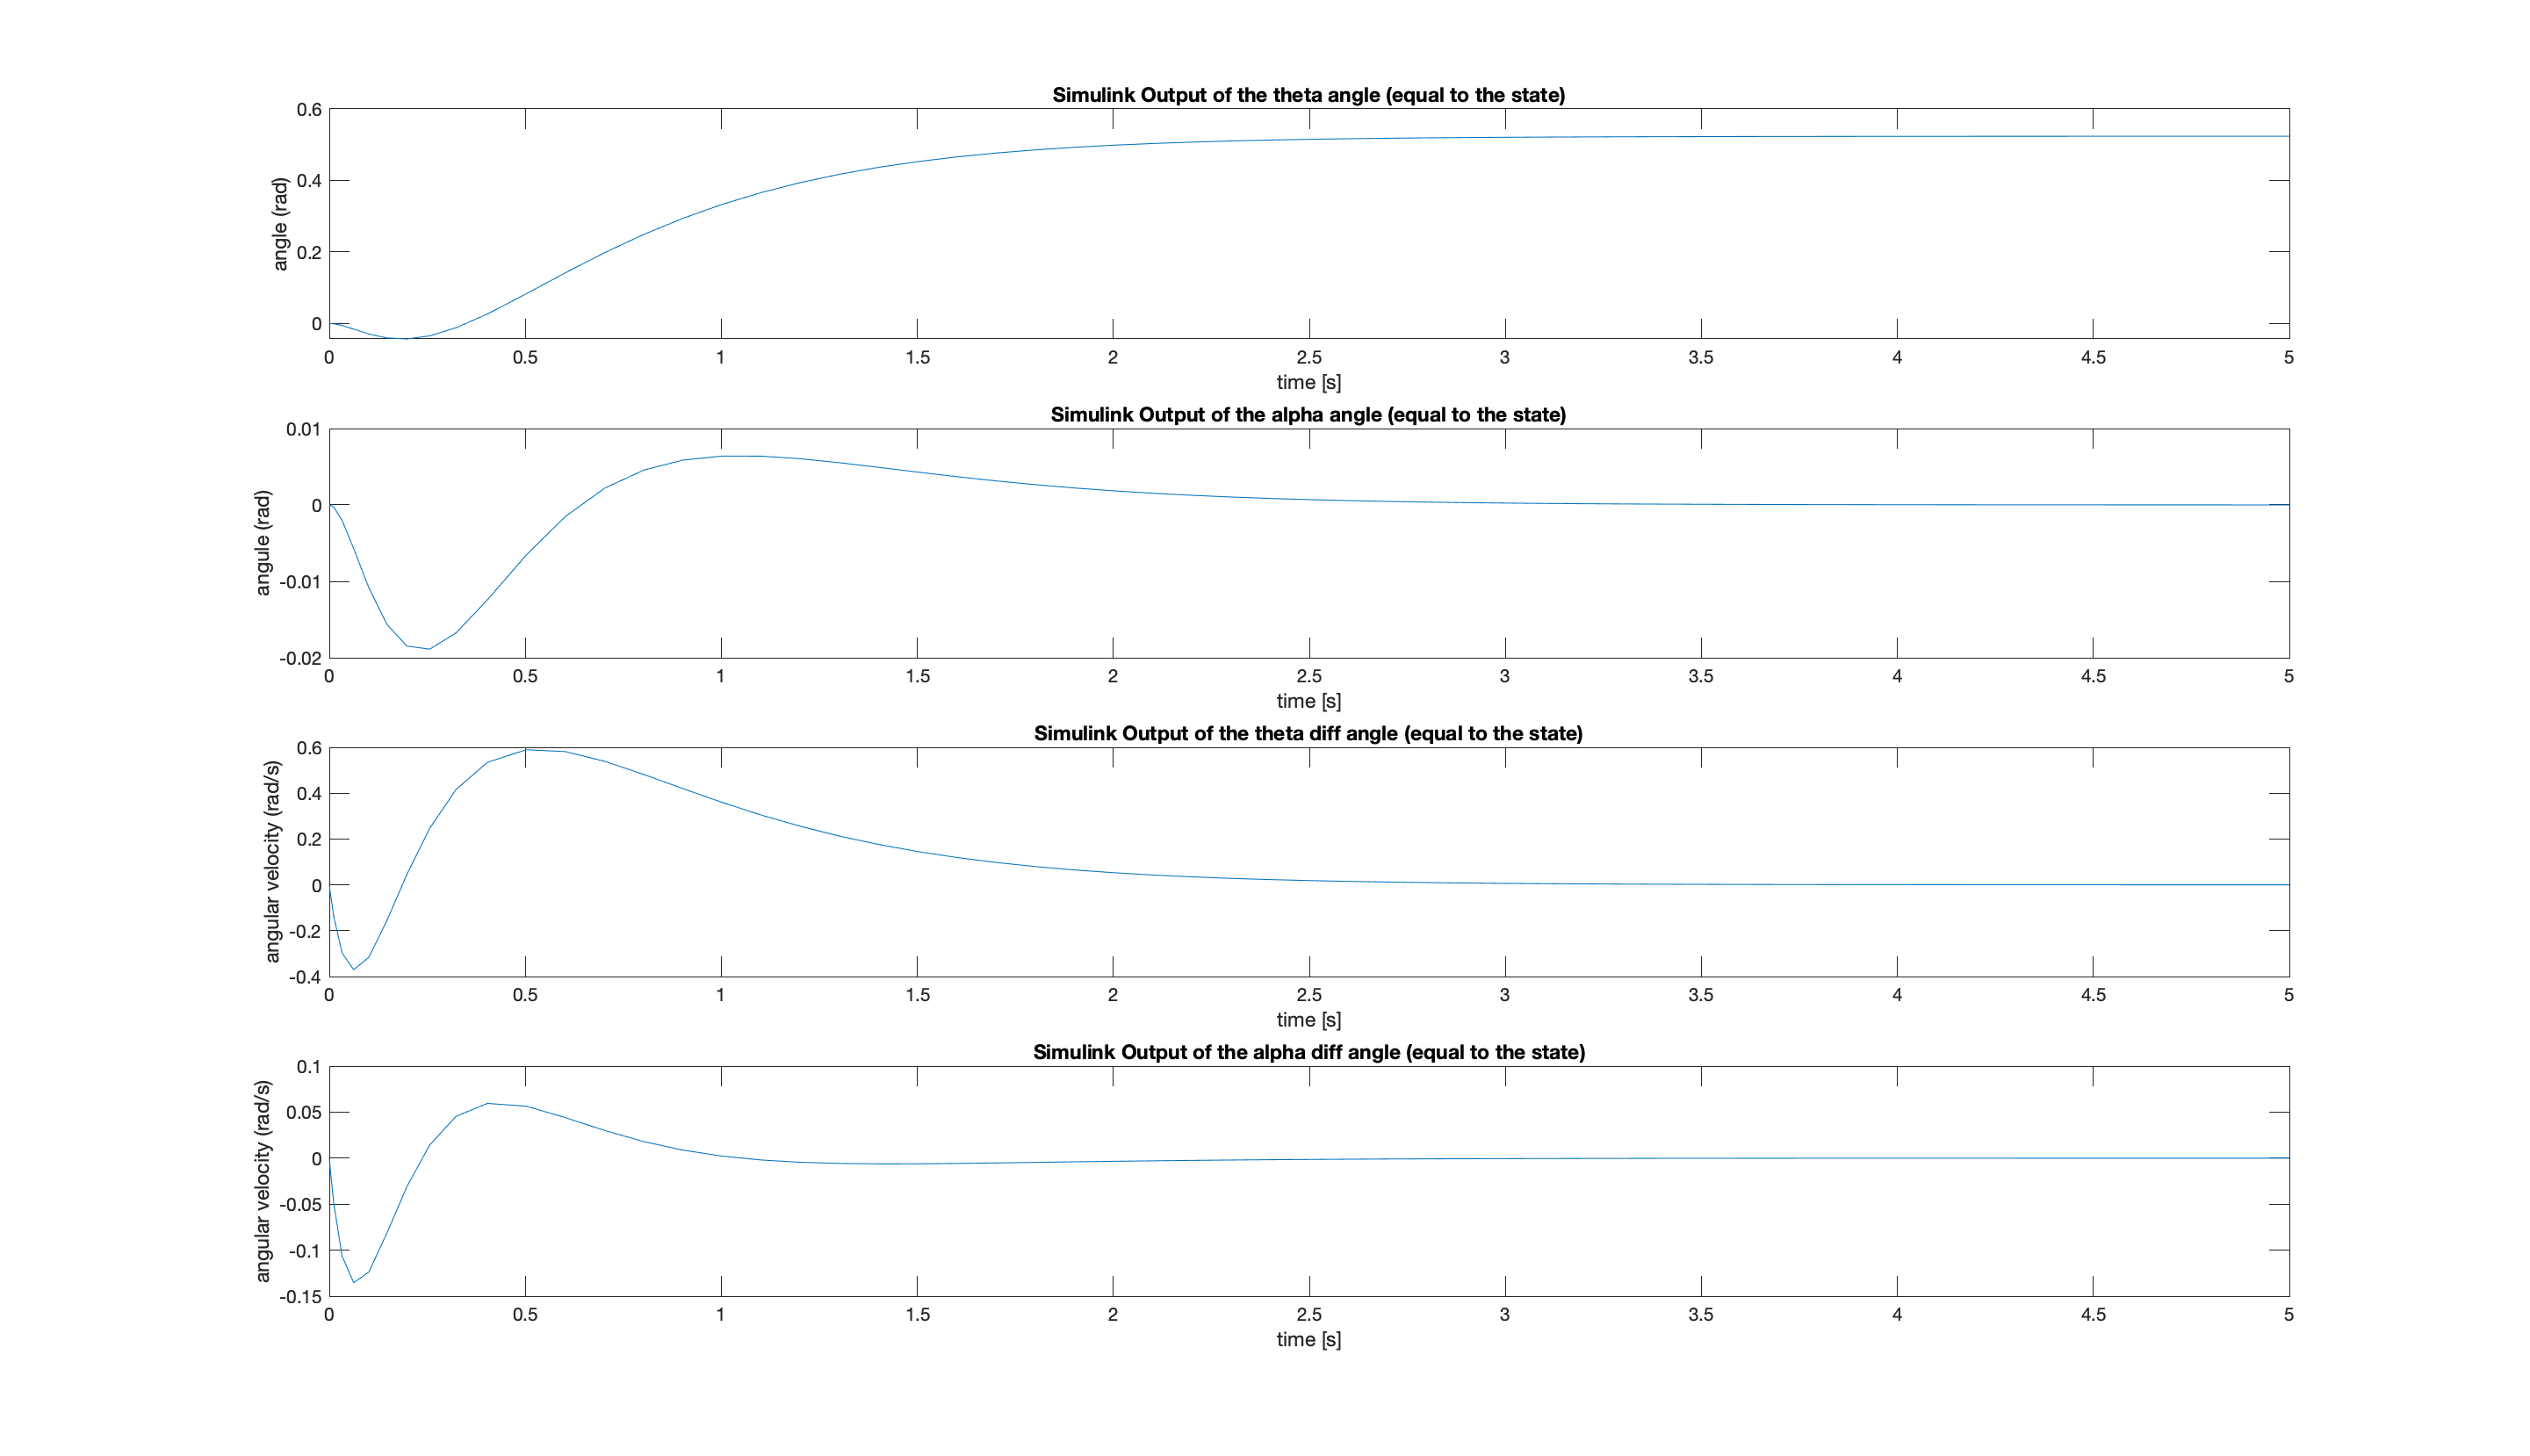 Simulink Output of the theta angle (equal to the state)
0.6
0.4
0.2
0
angle (rad)
0 0.5 1 1.5 2 2.5 3 3.5 4 4.5 5
time [s]
Simulink Output of the alpha angle (equal to the state)
0.01
0
-0.01
-0.02
angule (rad)
0 0.5 1 1.5 2 2.5 3 3.5 4 4.5 5
time [s]
Simulink Output of the theta diff angle (equal to the state)
0.6
0.4
0.2
0
-0.2
-0.4
angular velocity (rad/s)
0 0.5 1 1.5 2 2.5 3 3.5 4 4.5 5
time [s]
Simulink Output of the alpha diff angle (equal to the state)
0.1
0.05
0
-0.05
-0.1
-0.15
angular velocity (rad/s)
0 0.5 1 1.5 2 2.5 3 3.5 4 4.5 5
time [s]